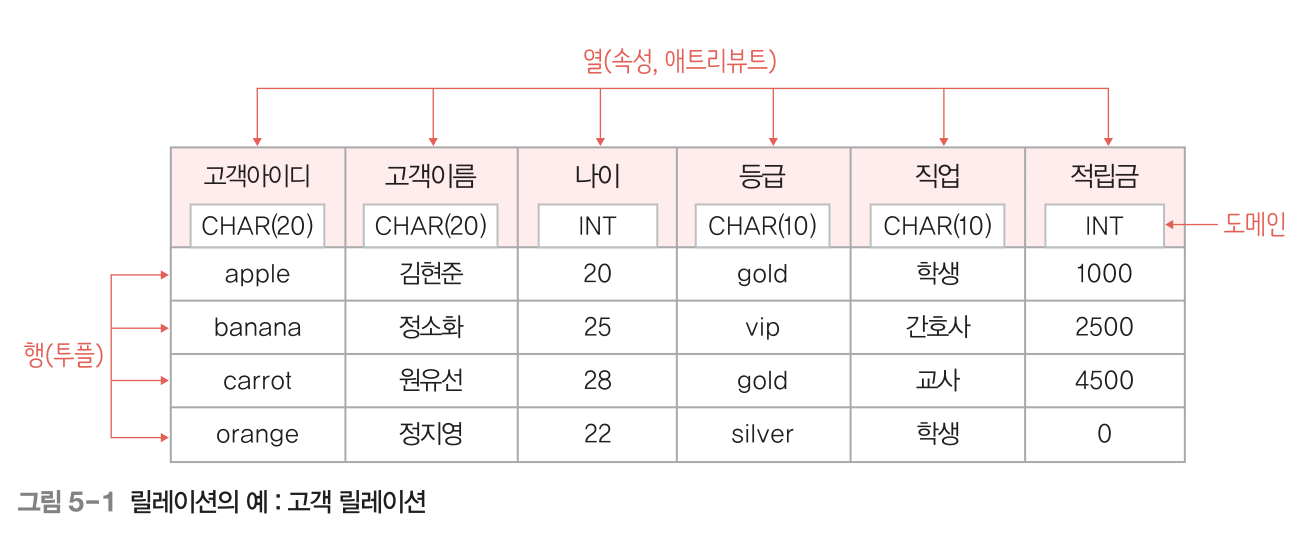 열(속성, 애트리뷰트)
고객아이디 고객이름 나이 등급 직업 적립금
CHAR(20) CHAR(20) INT CHAR(10) CHAR(10) INT 도메인
apple 김현준 20 gold 학생 1000
banana 정소화 25 vip 간호사 2500
행(투플)
carrot 원유선 28 gold 교사 4500
orange 정지영 22 silver 학생 0
그림 5-1 릴레이션의 예 : 고객 릴레이션